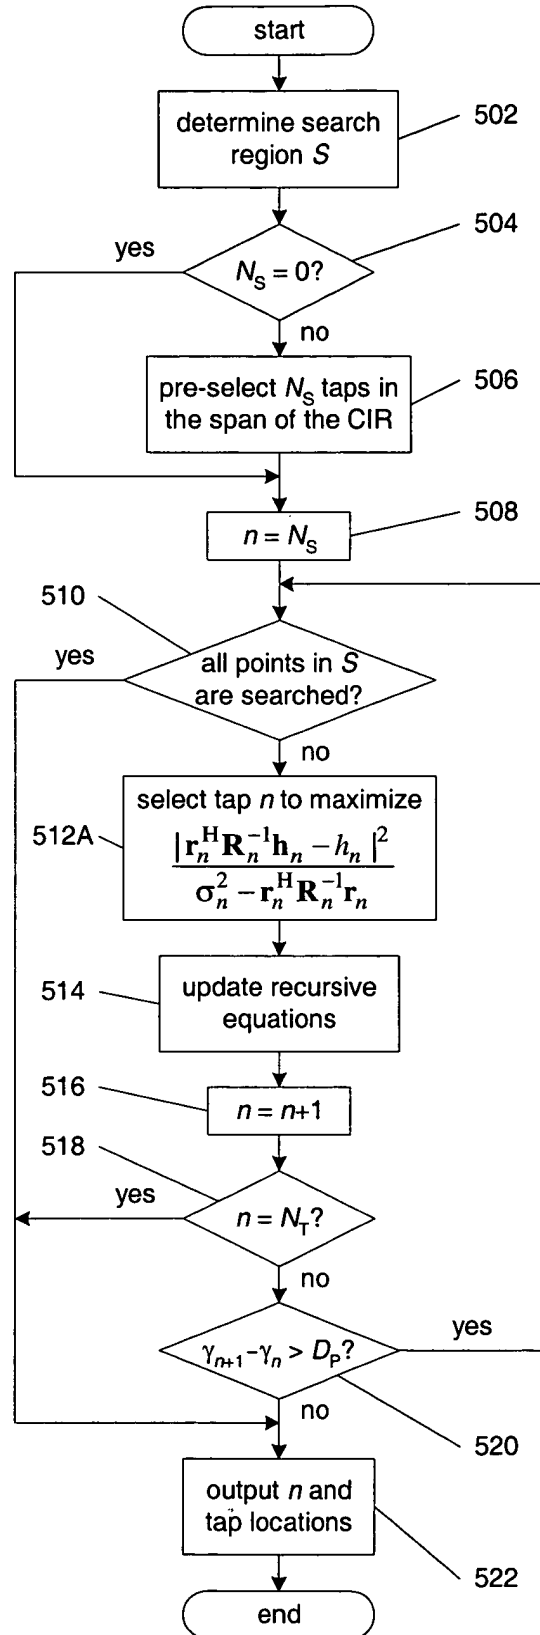 start
determine search
region S
502
504
yes
N_S = 0?
no
pre-select N_S taps in
the span of the CIR
506
508
n = N_S
510
yes
all points in S
are searched?
no
select tap n to maximize
|r_n^H R_n^{-1} h_n – h_n|^2
σ_n^2 – r_n^H R_n^{-1} r_n
512A
514
update recursive
equations
516
n = n+1
518
yes
n = N_T?
no
γ_{n+1}–γ_n > D_P?
yes
no
520
output n and
tap locations
522
end